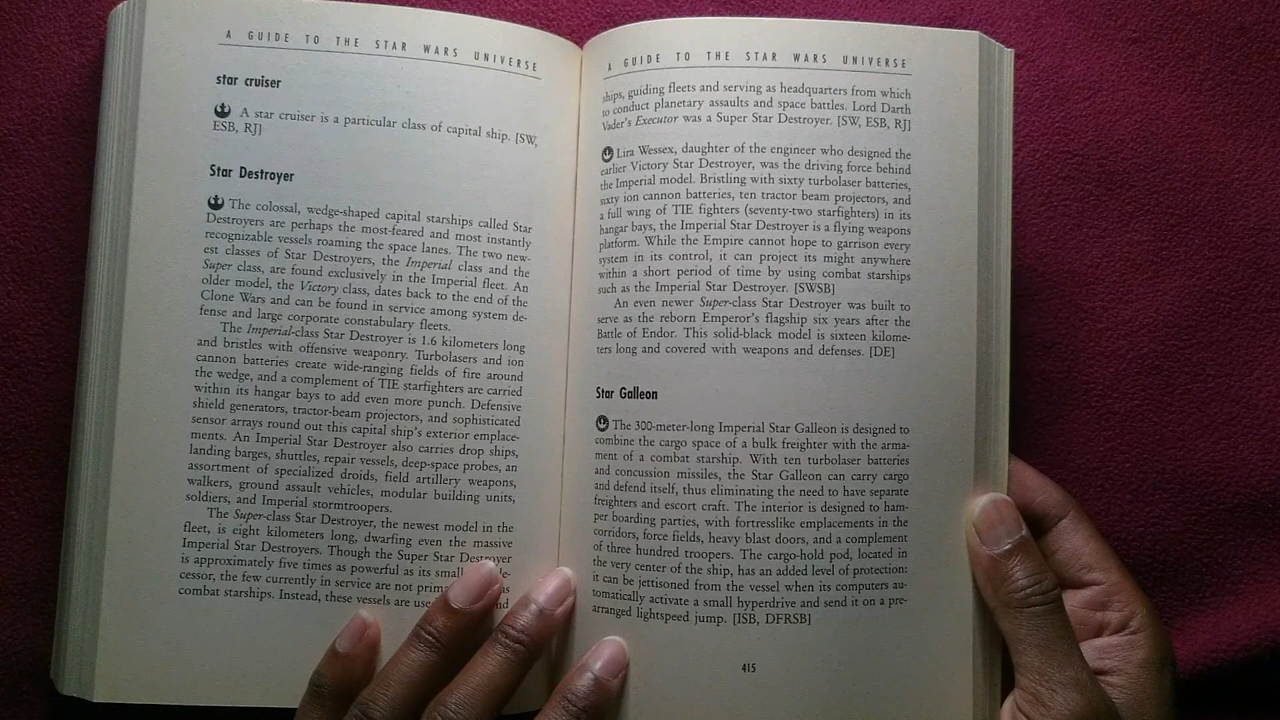 A GUIDE TO THE STAR WARS UNIVERSE
star cruiser
A star cruiser is a particular class of capital ship. [SW,
ESB, RJ]
Star Destroyer
The colossal, wedge-shaped capital starships called Star
Destroyers are perhaps the most-feared and most instantly
recognizable vessels roaming the space lanes. The two new-
est classes of Star Destroyers, the Imperial class and the
Super class, are found exclusively in the Imperial fleet. An
older model, the Victory class, dates back to the end of the
Clone Wars and can be found in service among system de-
fense and large corporate constabulary fleets.
The Imperial-class Star Destroyer is 1.6 kilometers long
and bristles with offensive weaponry. Turbolasers and ion
cannon batteries create wide-ranging fields of fire around
the wedge, and a complement of TIE starfighters are carried
within its hangar bays to add even more punch. Defensive
shield generators, tractor-beam projectors, and sophisticated
sensor arrays round out this capital ship's exterior emplace-
ments. An Imperial Star Destroyer also carries drop ships,
landing barges, shuttles, repair vessels, deep-space probes, an
assortment of specialized droids, field artillery weapons,
walkers, ground assault vehicles, modular building units,
soldiers, and Imperial stormtroopers.
The Super-class Star Destroyer, the newest model in the
fleet, is eight kilometers long, dwarfing even the massive
Imperial Star Destroyers. Though the Super Star Destroyer
is approximately five times as powerful as its
cessor, the few currently in service are not
combat starships. Instead, these vessels are
A GUIDE TO THE STAR WARS UNIVERSE
ships, guiding fleets and serving as headquarters from which
to conduct planetary assaults and space battles. Lord Darth
Vader's Executor was a Super Star Destroyer. [SW, ESB, RJ]
Lira Wessex, daughter of the engineer who designed the
earlier Victory Star Destroyer, was the driving force behind
the Imperial model. Bristling with sixty turbolaser batteries,
sixty ion cannon batteries, ten tractor beam projectors, and
a full wing of TIE fighters (seventy-two starfighters) in its
hangar bays, the Imperial Star Destroyer is a flying weapons
platform. While the Empire cannot hope to garrison every
system in its control, it can project its might anywhere
within a short period of time by using combat starships
such as the Imperial Star Destroyer. [SWSB]
An even newer Super-class Star Destroyer was built to
serve as the reborn Emperor's flagship six years after the
Battle of Endor. This solid-black model is sixteen kilome-
ters long and covered with weapons and defenses. [DE]
Star Galleon
The 300-meter-long Imperial Star Galleon is designed to
combine the cargo space of a bulk freighter with the arma-
ment of a combat starship. With ten turbolaser batteries
and concussion missiles, the Star Galleon can carry cargo
and defend itself, thus eliminating the need to have separate
freighters and escort craft. The interior is designed to ham-
per boarding parties, with fortresslike emplacements in the
corridors, force fields, heavy blast doors, and a complement
of three hundred troopers. The cargo-hold pod, located in
the very center of the ship, has an added level of protection:
it can be jettisoned from the vessel when its computers au-
tomatically activate a small hyperdrive and send it on a pre-
arranged lightspeed jump. [ISB, DFRSB]
415